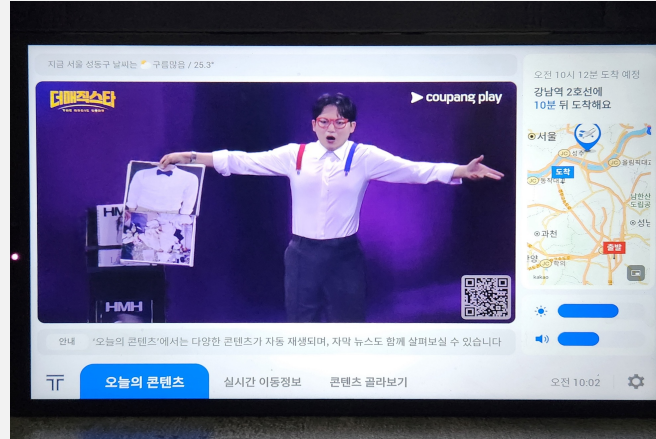 지금 서울 성동구 날씨는 구름많음 / 25.3°
더매직스타
coupang play
HMH
안내 '오늘의 콘텐츠'에서는 다양한 콘텐츠가 자동 재생되며, 자막 뉴스도 함께 살펴보실 수 있습니다
오늘의 콘텐츠 실시간 이동정보 콘텐츠 골라보기 오전 10:02
오전 10시 12분 도착 예정
강남역 2호선에
10분 뒤 도착해요
서울
도착
과천
출발
kakao